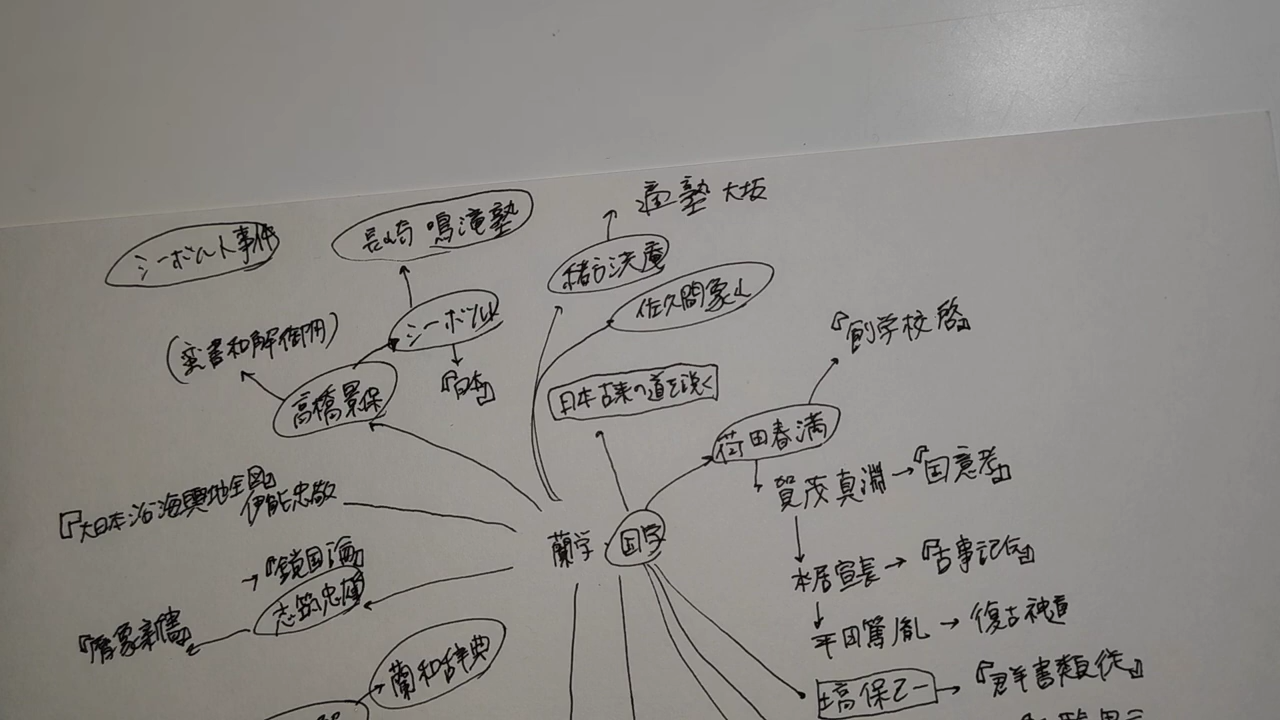 シーボルト事件
長崎 鳴滝塾
適塾 大坂
緒方洪庵
佐久間象山
(蛮書和解御用)
シーボルト
『日本』
高橋景保
日本古来の道を説く
『創学校啓』
荷田春満
賀茂真淵→『国意考』
『大日本沿海輿地全図』
伊能忠敬
蘭学 国学
→『鎖国論』
志筑忠雄
『暦象新書』
本居宣長→『古事記伝』
平田篤胤→復古神道
蘭和辞典
塙保己一→『群書類従』